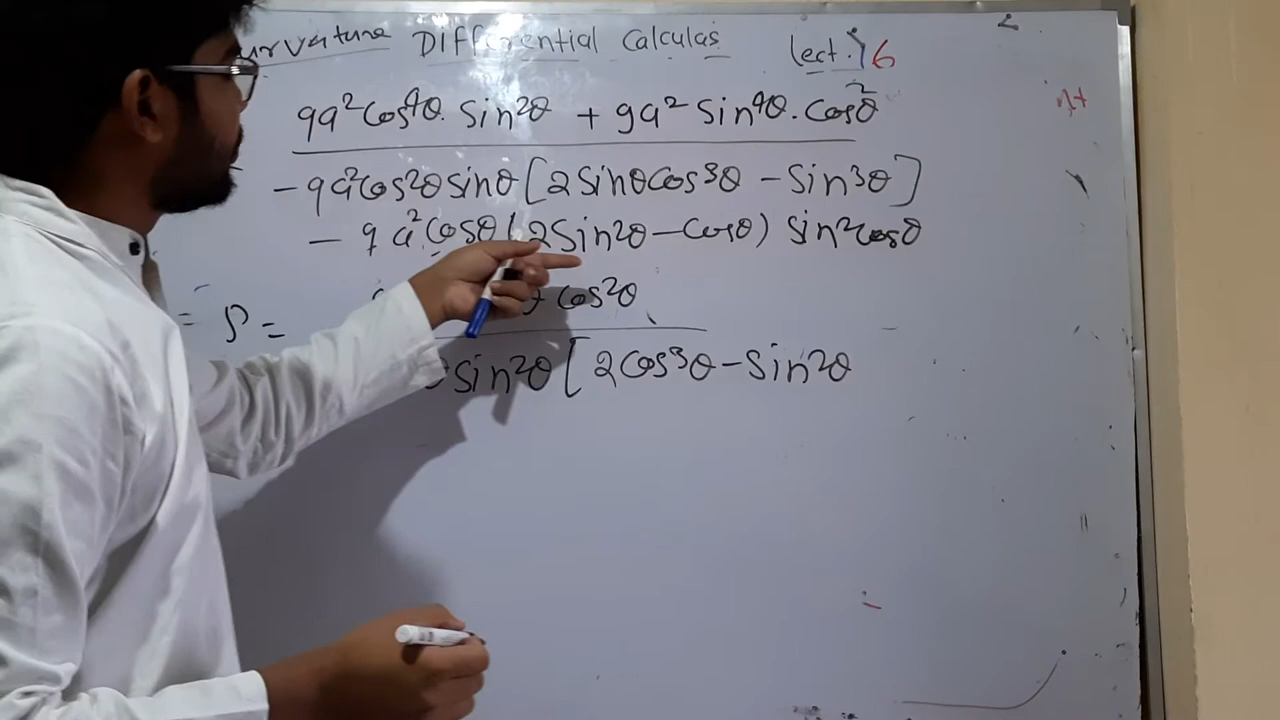 urvature Differential Calculas lect. 16
9a²cos⁴θ. sin²θ + 9a² sin⁴θ. cos²θ
- 9a²cos²θ sinθ [2sinθcos³θ - sin³θ]
- 9a²cosθ (2sin²θ - cosθ) sin²cosθ
= ρ = cos²θ
sin²θ [2cos³θ - sin²θ